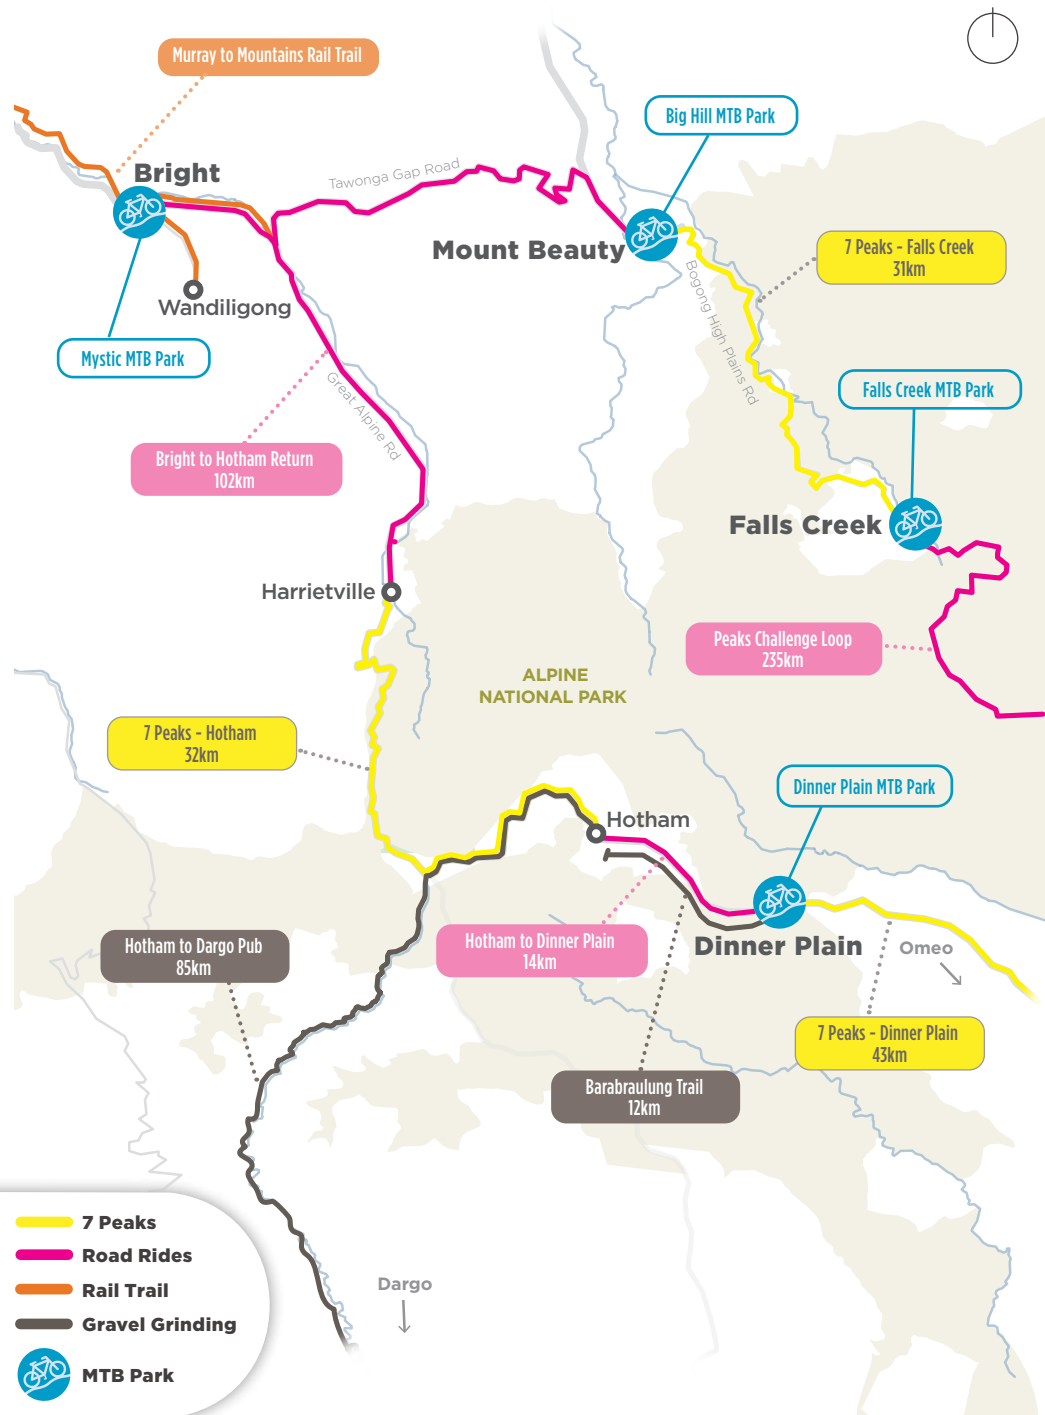 Murray to Mountains Rail Trail
Big Hill MTB Park
Bright
Tawonga Gap Road
Mount Beauty
7 Peaks - Falls Creek
31km
Bogong High Plains Rd
Wandiligong
Mystic MTB Park
Great Alpine Rd
Falls Creek MTB Park
Bright to Hotham Return
102km
Falls Creek
Harrietville
Peaks Challenge Loop
235km
ALPINE
NATIONAL PARK
7 Peaks - Hotham
32km
Dinner Plain MTB Park
Hotham
Hotham to Dargo Pub
85km
Hotham to Dinner Plain
14km
Dinner Plain
Omeo
7 Peaks - Dinner Plain
43km
Barabraulung Trail
12km
7 Peaks
Road Rides
Rail Trail
Gravel Grinding
MTB Park
Dargo